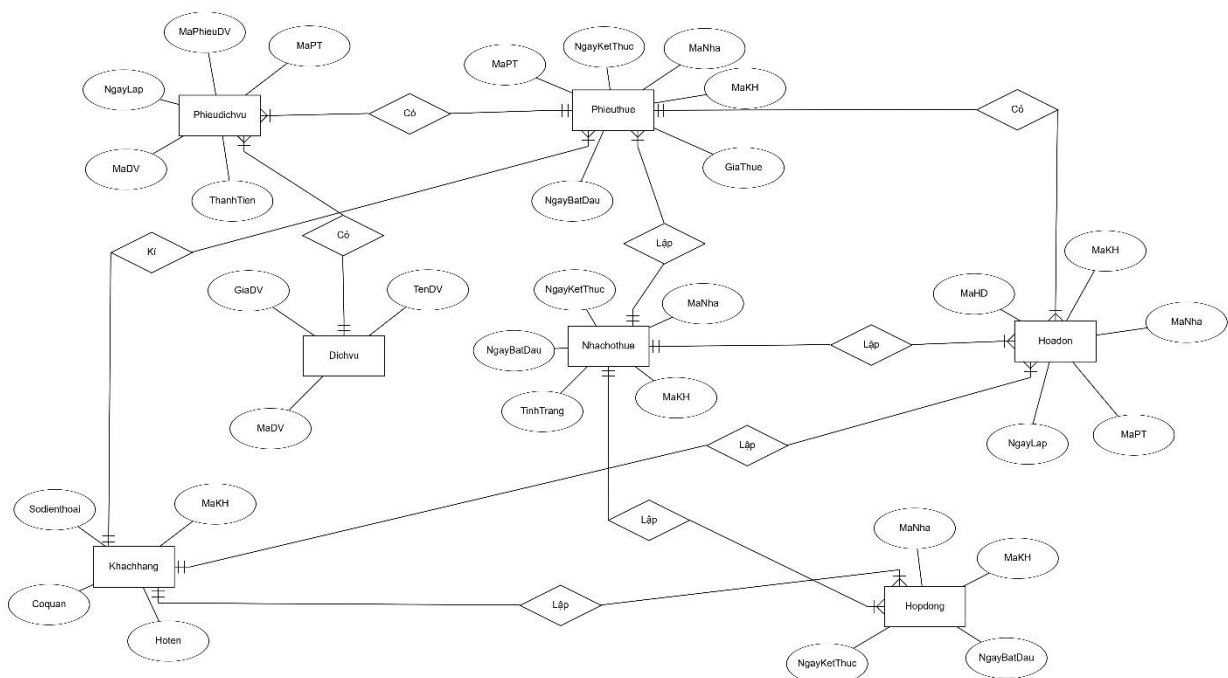 MaPhieuDV
MaPT
NgayLap
Phieudichvu
MaDV
ThanhTien
Có
NgayKetThuc
MaNha
MaPT
MaKH
Phieuthue
GiaThue
NgayBatDau
Có
Kí
Có
Lập
GiaDV
TenDV
Dichvu
MaDV
NgayKetThuc
MaNha
NgayBatDau
Nhachothue
TinhTrang
MaKH
Lập
MaKH
MaHD
MaNha
Hoadon
NgayLap
MaPT
Lập
Sodienthoai
MaKH
Khachhang
Coquan
Hoten
Lập
Lập
MaNha
MaKH
Hopdong
NgayKetThuc
NgayBatDau